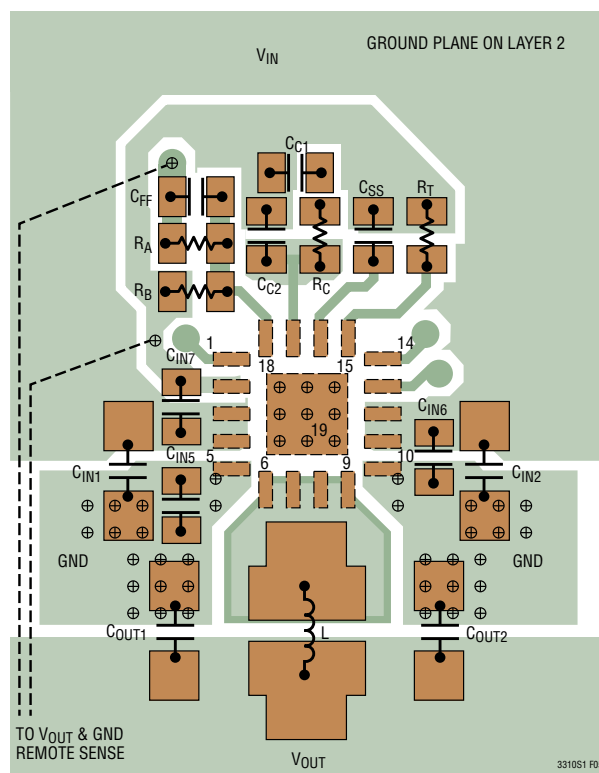 GROUND PLANE ON LAYER 2
VIN
CC1
CFF
CSS
RT
RA
RB
CC2
RC
1
14
CIN7
18
15
CIN6
19
CIN1
CIN5
5
6
9
10
CIN2
GND
GND
COUT1
L
COUT2
TO VOUT & GND
REMOTE SENSE
VOUT
3310S1 F0